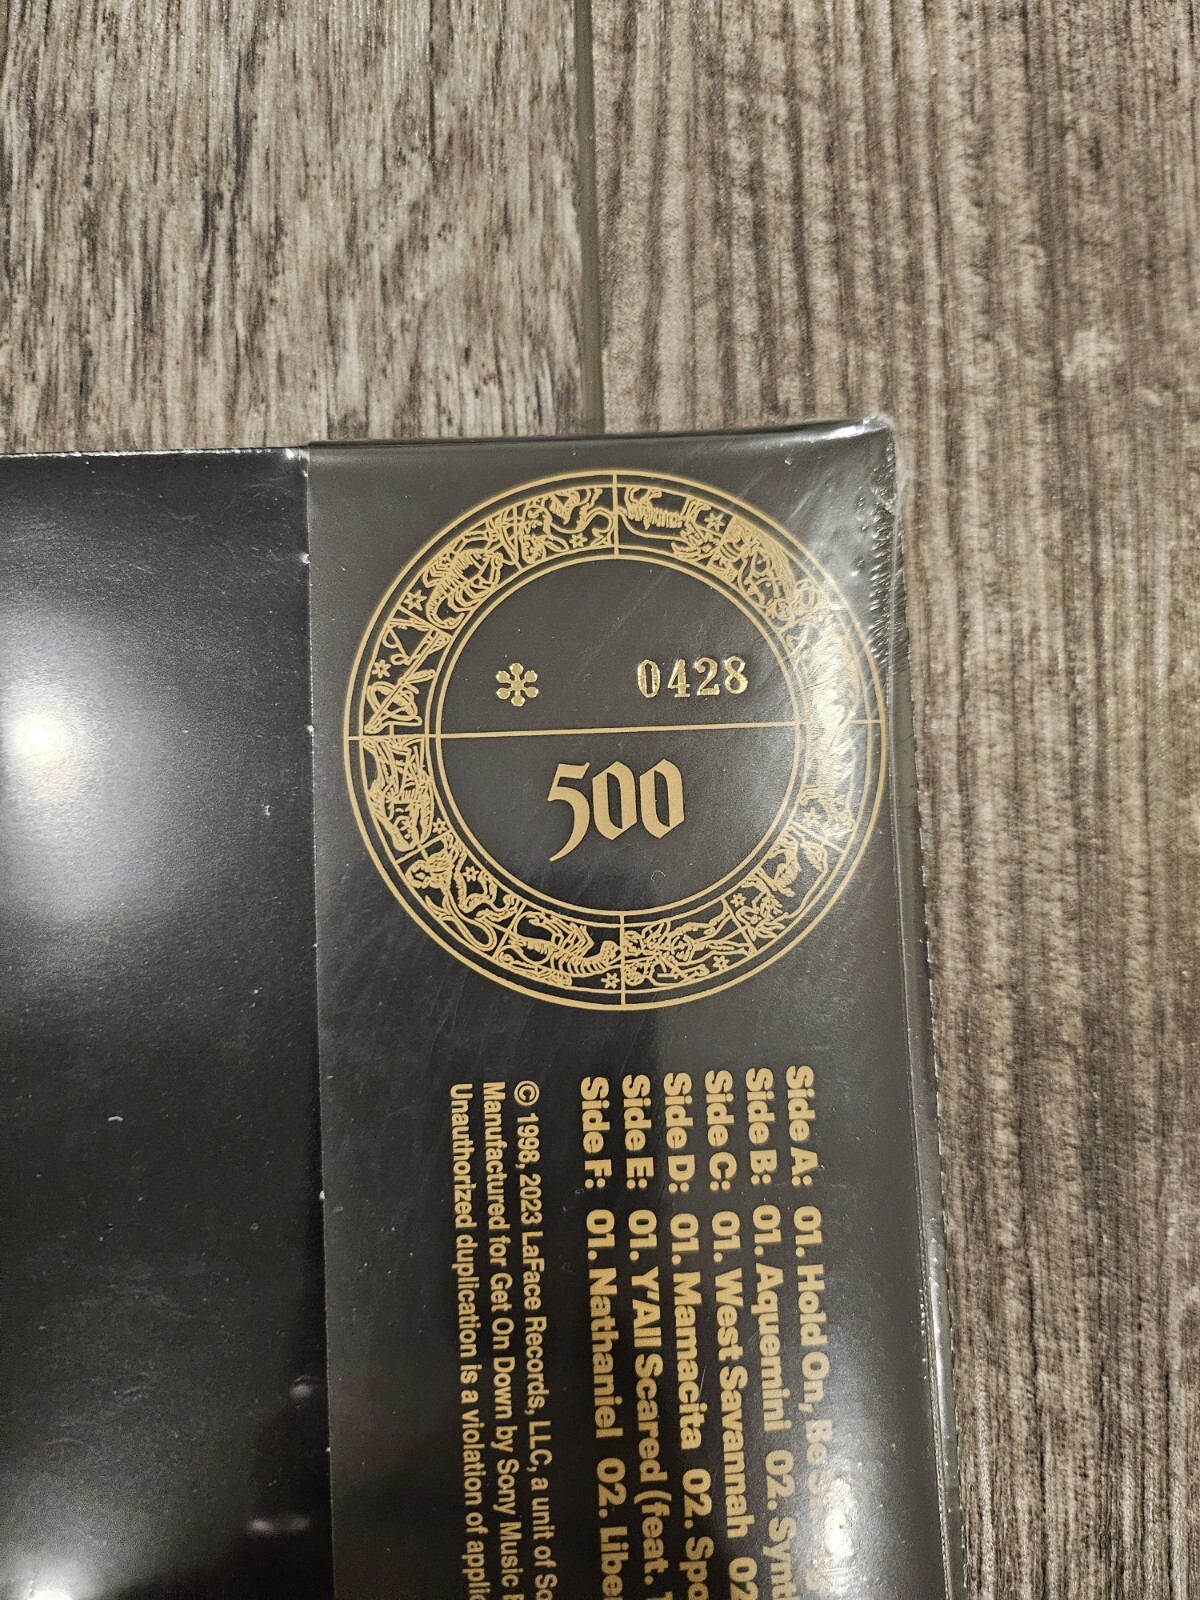 0428
500
Side A: 01. Hold On, Be
Side B: 01. Aquemini 02.
Side C: 01. West Savannah 02
Side D: 01. Mamacita 02.
Side E: 01. Y'All Scared (feat.
Side F: 01. Nathaniel 02.
© 1998, 2023 LaFace Records, LLC, a unit of
Manufactured for Get On Down by Sony Music
Unauthorized duplication is a violation of